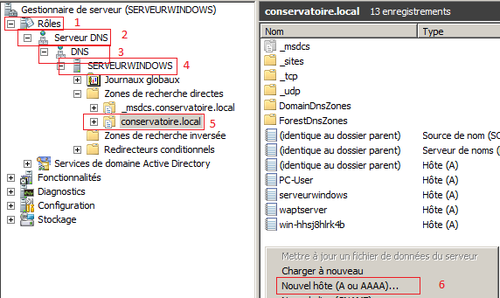 Gestionnaire de serveur (SERVEURWINDOWS)
Rôles 1
Serveur DNS 2
DNS 3
SERVEURWINDOWS 4
Journaux globaux
Zones de recherche directes
_msdcs.conservatoire.local
conservatoire.local 5
Zones de recherche inversée
Redirecteurs conditionnels
Services de domaine Active Directory
Fonctionnalités
Diagnostics
Configuration
Stockage
conservatoire.local 13 enregistrements
Nom Type
_msdcs
_sites
_tcp
_udp
DomainDnsZones
ForestDnsZones
(identique au dossier parent) Source de nom (SO
(identique au dossier parent) Serveur de noms (
(identique au dossier parent) Hôte (A)
PC-User Hôte (A)
serveurwindows Hôte (A)
waptserver Hôte (A)
win-hhsj8hlrk4b Hôte (A)
Mettre à jour un fichier de données du serveur
Charger à nouveau
Nouvel hôte (A ou AAAA)... 6